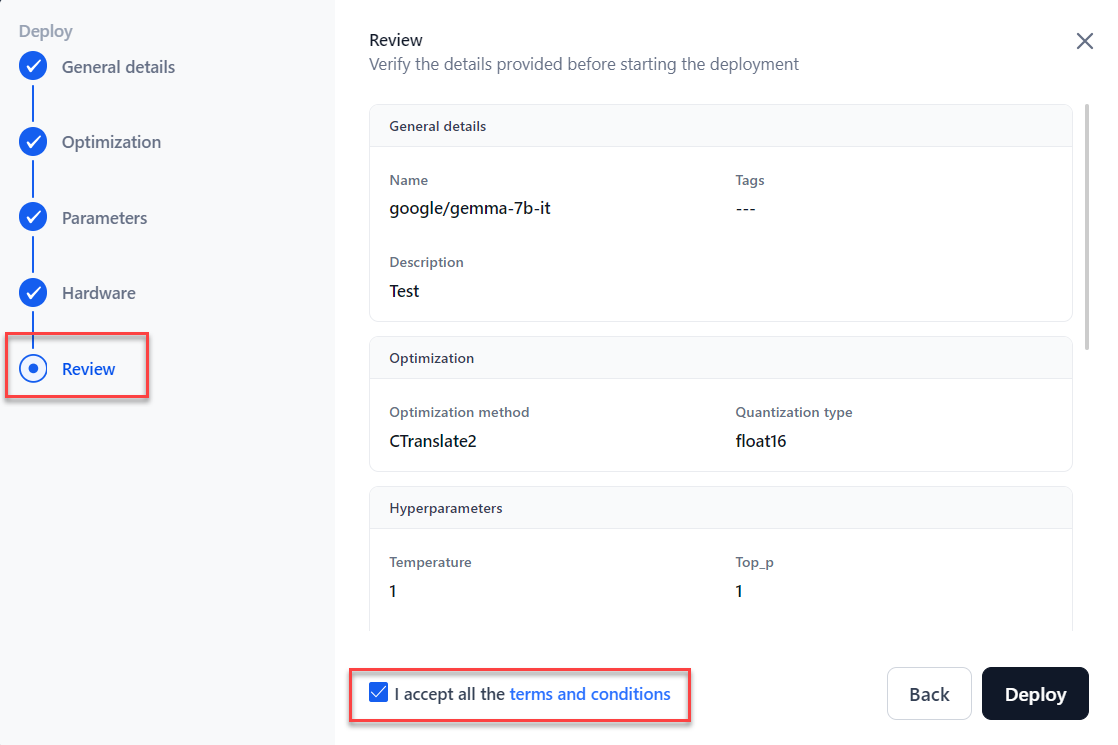 Deploy
General details
Optimization
Parameters
Hardware
Review
Review
Verify the details provided before starting the deployment
General details
Name
Tags
google/gemma-7b-it
---
Description
Test
Optimization
Optimization method
Quantization type
CTranslate2
float16
Hyperparameters
Temperature
Top_p
1
1
I accept all the terms and conditions
Back
Deploy